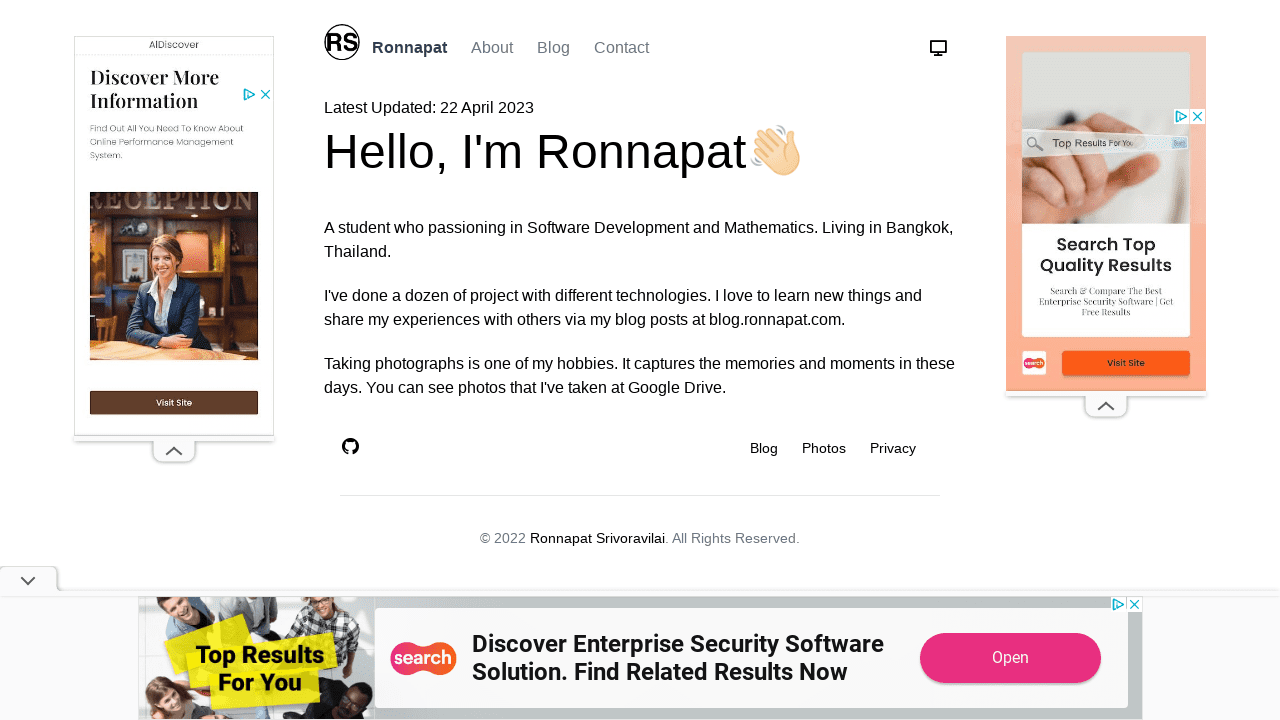 RS
Ronnapat About Blog Contact
Latest Updated: 22 April 2023
Hello, I'm Ronnapat
A student who passioning in Software Development and Mathematics. Living in Bangkok,
Thailand.
I've done a dozen of project with different technologies. I love to learn new things and
share my experiences with others via my blog posts at blog.ronnapat.com.
Taking photographs is one of my hobbies. It captures the memories and moments in these
days. You can see photos that I've taken at Google Drive.
Blog Photos Privacy
© 2022 Ronnapat Srivoravilai. All Rights Reserved.
AIDiscover
Discover More
Information
Find Out All You Need To Know About
Online Performance Management
System.
RECEPTION
Visit Site
Top Results For You
Search Top
Quality Results
Search & Compare The Best
Enterprise Security Software | Get
Free Results
search
Visit Site
Top Results
For You
search
Discover Enterprise Security Software
Solution. Find Related Results Now
Open